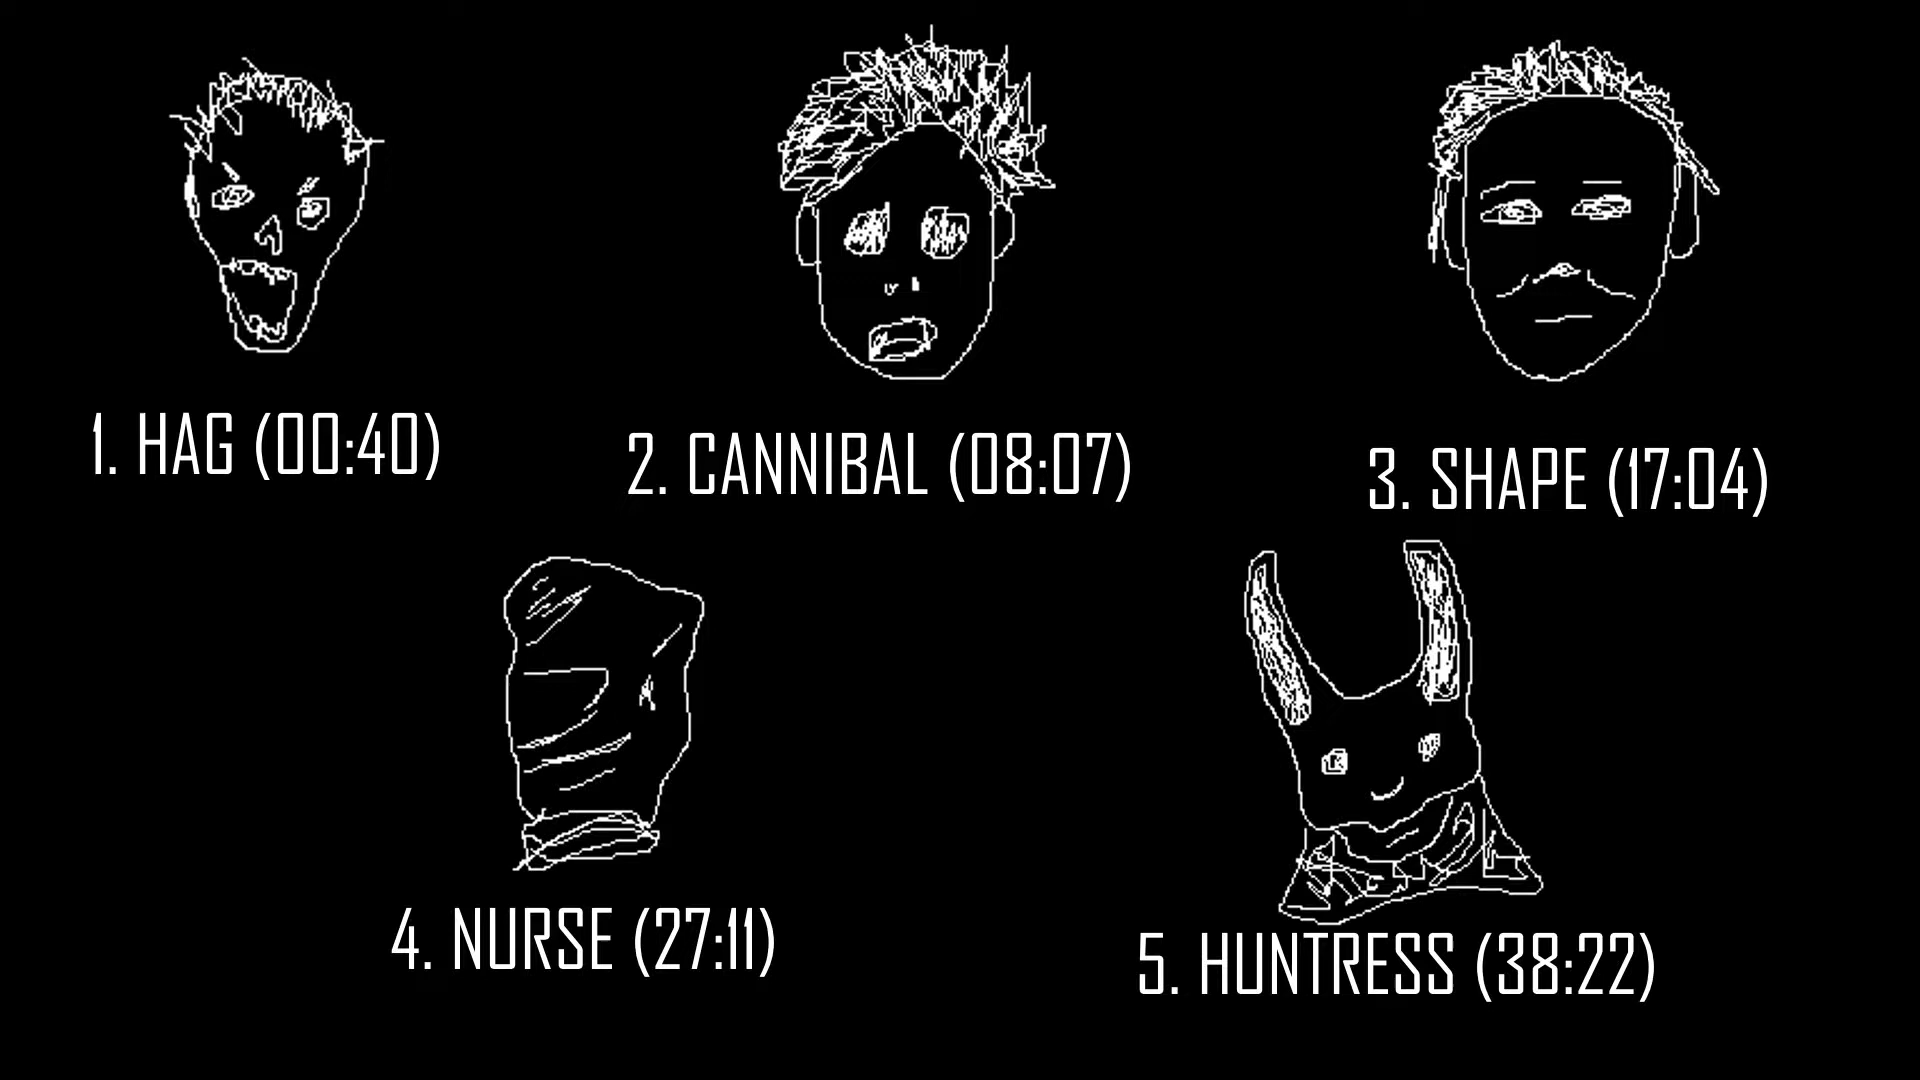 1. HAG (00:40)
2. CANNIBAL (08:07)
3. SHAPE (17:04)
4. NURSE (27:11)
5. HUNTRESS (38:22)